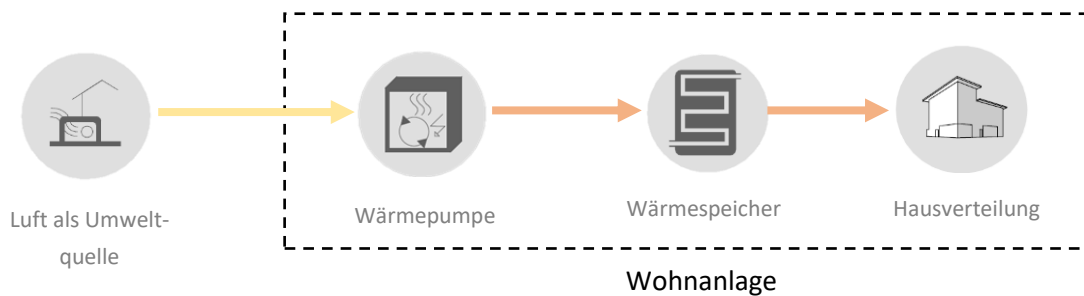 Luft als Umwelt-
quelle
Wärmepumpe
Wärmespeicher
Hausverteilung
Wohnanlage